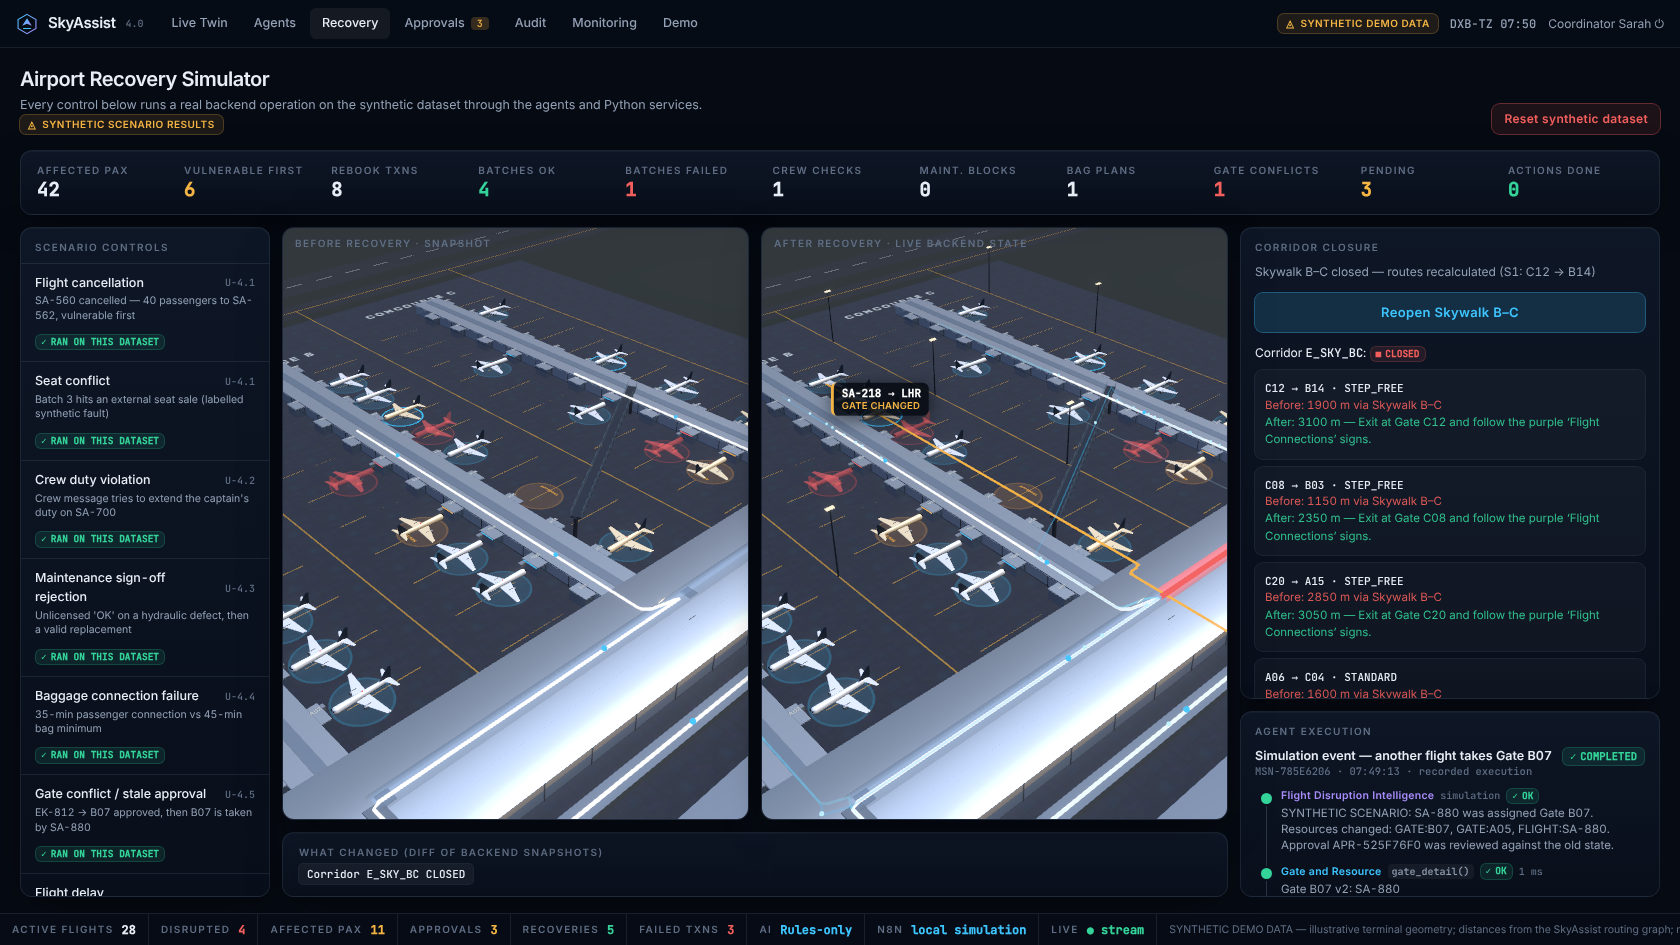 SkyAssist 4.0 Live Twin Agents Recovery Approvals 3 Audit Monitoring Demo SYNTHETIC DEMO DATA DXB-TZ 07:50 Coordinator Sarah
Airport Recovery Simulator
Every control below runs a real backend operation on the synthetic dataset through the agents and Python services.
SYNTHETIC SCENARIO RESULTS
Reset synthetic dataset
AFFECTED PAX VULNERABLE FIRST REBOOK TXNS BATCHES OK BATCHES FAILED CREW CHECKS MAINT. BLOCKS BAG PLANS GATE CONFLICTS PENDING ACTIONS DONE
42 6 8 4 1 1 0 1 1 3 0
SCENARIO CONTROLS
Flight cancellation U-4.1
SA-560 cancelled — 40 passengers to SA-
562, vulnerable first
✓ RAN ON THIS DATASET
Seat conflict U-4.1
Batch 3 hits an external seat sale (labelled
synthetic fault)
✓ RAN ON THIS DATASET
Crew duty violation U-4.2
Crew message tries to extend the captain's
duty on SA-700
✓ RAN ON THIS DATASET
Maintenance sign-off
rejection U-4.3
Unlicensed 'OK' on a hydraulic defect, then
a valid replacement
✓ RAN ON THIS DATASET
Baggage connection failure U-4.4
35-min passenger connection vs 45-min
bag minimum
✓ RAN ON THIS DATASET
Gate conflict / stale approval U-4.5
EK-812 → B07 approved, then B07 is taken
by SA-880
✓ RAN ON THIS DATASET
Flight delay
BEFORE RECOVERY · SNAPSHOT
CONCOURSE C
AFTER RECOVERY · LIVE BACKEND STATE
CONCOURSE C
SA-218 → LHR
GATE CHANGED
WHAT CHANGED (DIFF OF BACKEND SNAPSHOTS)
Corridor E_SKY_BC CLOSED
CORRIDOR CLOSURE
Skywalk B–C closed — routes recalculated (S1: C12 → B14)
Reopen Skywalk B–C
Corridor E_SKY_BC: CLOSED
C12 → B14 · STEP_FREE
Before: 1900 m via Skywalk B–C
After: 3100 m — Exit at Gate C12 and follow the purple ‘Flight
Connections’ signs.
C08 → B03 · STEP_FREE
Before: 1150 m via Skywalk B–C
After: 2350 m — Exit at Gate C08 and follow the purple ‘Flight
Connections’ signs.
C20 → A15 · STEP_FREE
Before: 2850 m via Skywalk B–C
After: 3050 m — Exit at Gate C20 and follow the purple ‘Flight
Connections’ signs.
A06 → C04 · STANDARD
Before: 1600 m via Skywalk B–C
AGENT EXECUTION
Simulation event — another flight takes Gate B07 ✓ COMPLETED
MSN-785E6206 · 07:49:13 · recorded execution
Flight Disruption Intelligence simulation ✓ OK
SYNTHETIC SCENARIO: SA-880 was assigned Gate B07.
Resources changed: GATE:B07, GATE:A05, FLIGHT:SA-880.
Approval APR-525F76F0 was reviewed against the old state.
Gate and Resource gate_detail() ✓ OK 1 ms
Gate B07 v2: SA-880
ACTIVE FLIGHTS 28 DISRUPTED 4 AFFECTED PAX 11 APPROVALS 3 RECOVERIES 5 FAILED TXNS 3 AI Rules-only N8N local simulation LIVE ● stream SYNTHETIC DEMO DATA — illustrative terminal geometry; distances from the SkyAssist routing graph;